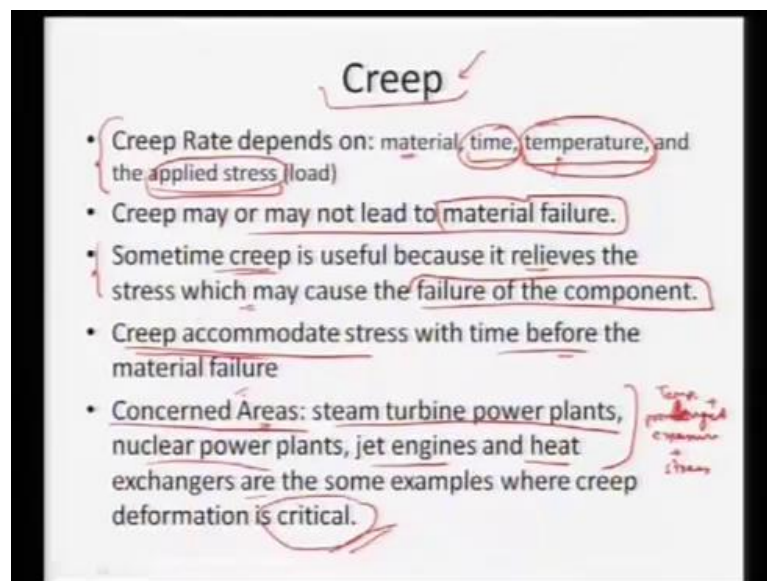 Creep
• Creep Rate depends on: material, time, temperature, and
the applied stress (load)
• Creep may or may not lead to material failure.
• Sometime creep is useful because it relieves the
stress which may cause the failure of the component.
• Creep accommodate stress with time before the
material failure
• Concerned Areas: steam turbine power plants,
nuclear power plants, jet engines and heat
exchangers are the some examples where creep
deformation is critical.
Temp. +
+
stress